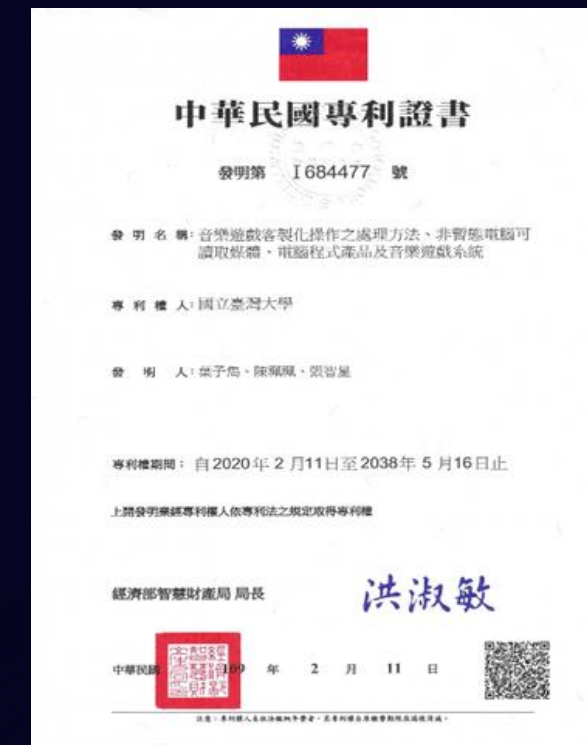 中華民國專利證書
發明第 I684477 號
發明名稱：音樂遊戲客製化操作之處理方法、非暫態電腦可
讀取媒體、電腦程式產品及音樂遊戲系統
專利權人：國立臺灣大學
發明人：葉子雋、陳珮珮、張智星
專利權期間：自2020年2月11日至2038年5月16日止
上開發明業經專利權人依專利法之規定取得專利權
經濟部智慧財產局 局長 洪淑敏
中華民國 109 年 2 月 11 日